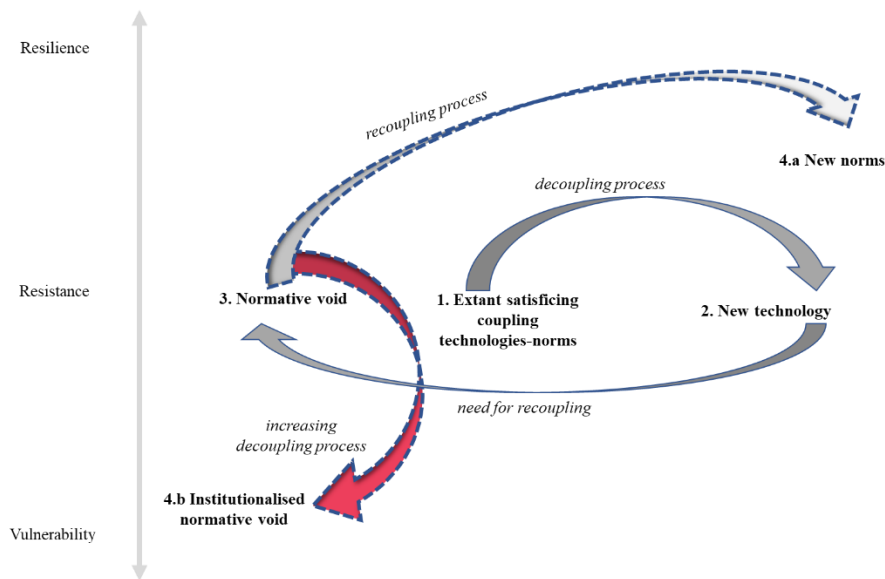 Resilience
recoupling process
4.a New norms
decoupling process
Resistance
3. Normative void
1. Extant satisficing
coupling
technologies-norms
2. New technology
need for recoupling
increasing
decoupling process
4.b Institutionalised
normative void
Vulnerability